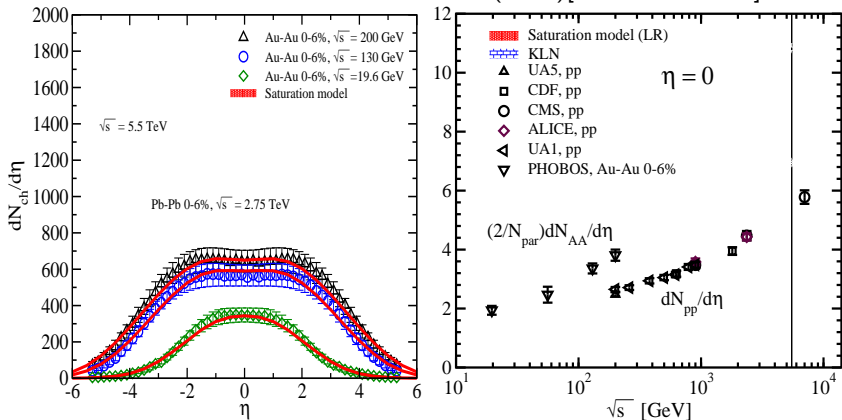 2000
1800
1600
1400
1200
1000
800
600
400
200
0
dN_ch/dη
Au-Au 0-6%, √s = 200 GeV
Au-Au 0-6%, √s = 130 GeV
Au-Au 0-6%, √s =19.6 GeV
Saturation model
√s = 5.5 TeV
Pb-Pb 0-6%, √s = 2.75 TeV
-6 -4 -2 0 2 4 6
η
12
10
8
6
4
2
0
Saturation model (LR)
KLN
UA5, pp
CDF, pp
CMS, pp
ALICE, pp
UA1, pp
PHOBOS, Au-Au 0-6%
η = 0
(2/N_par)dN_AA/dη
dN_pp/dη
10^1 10^2 10^3 10^4
√s [GeV]